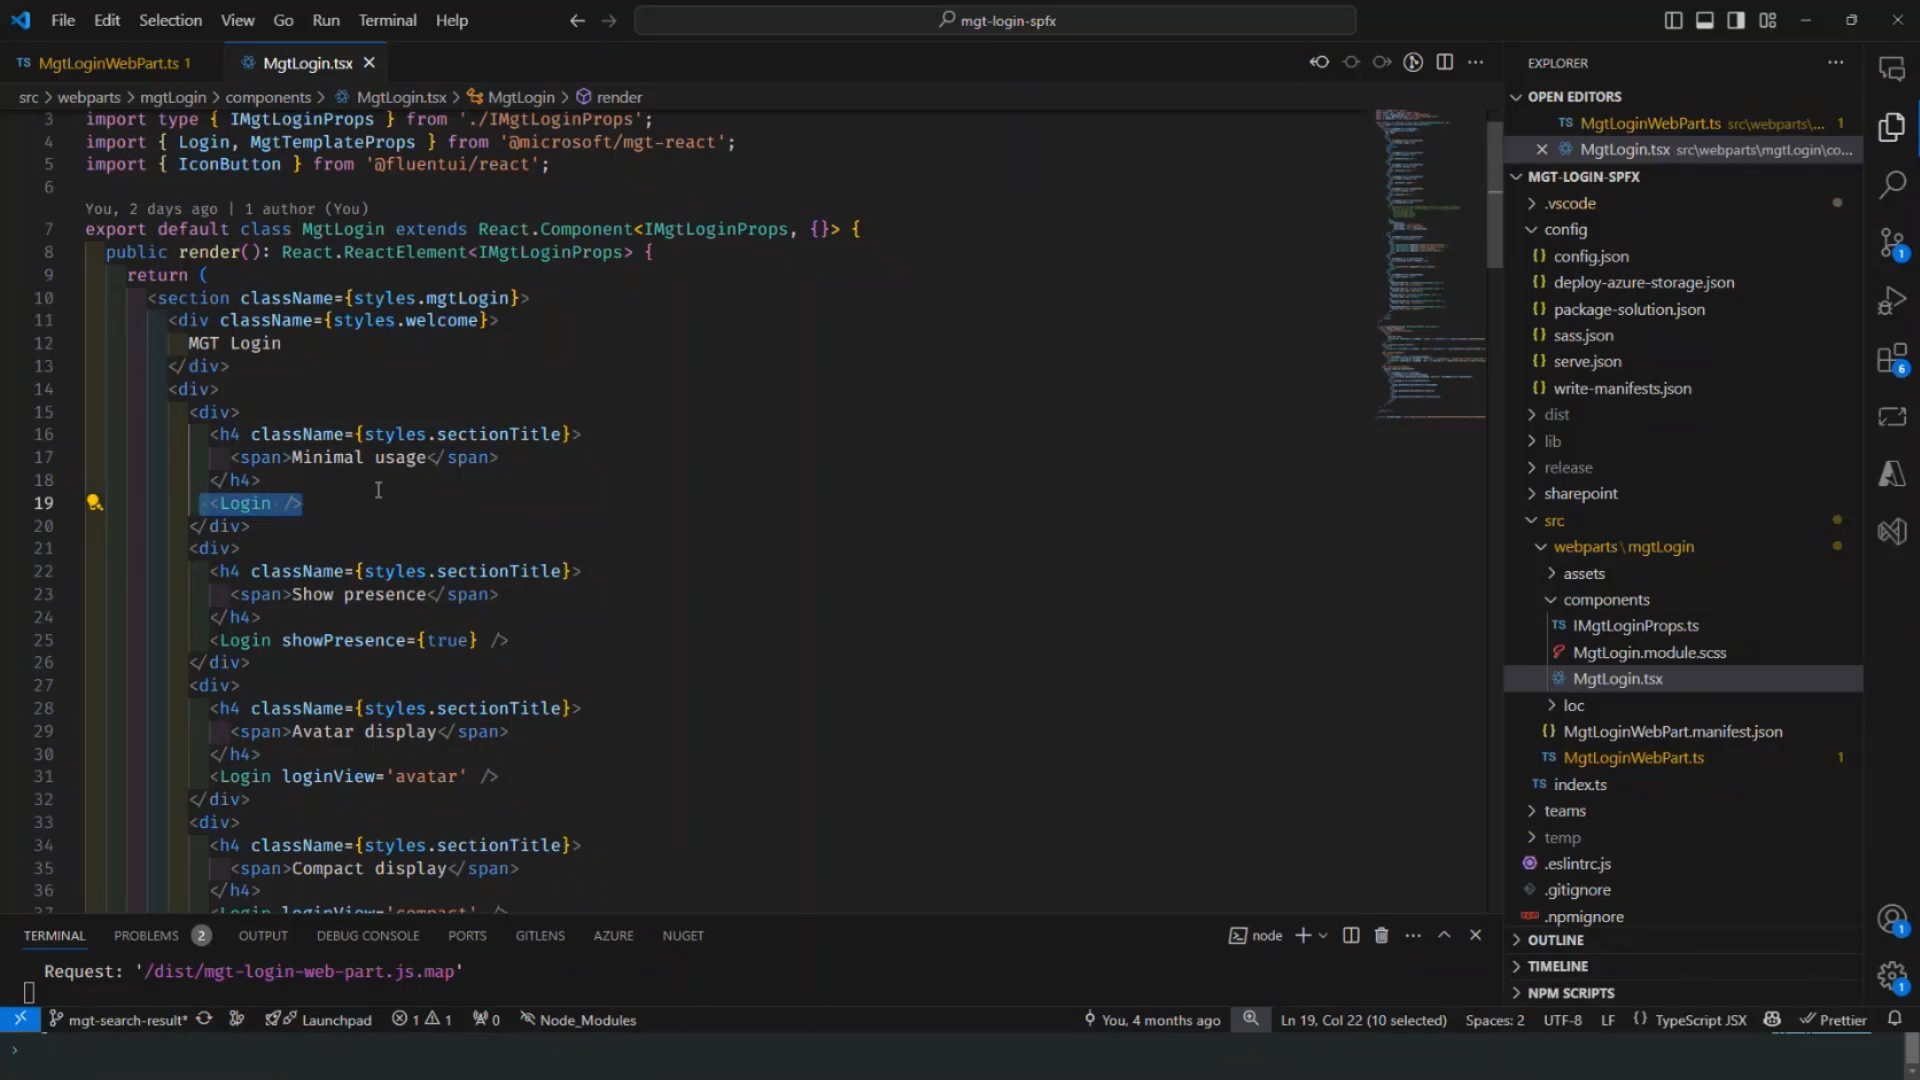 File Edit Selection View Go Run Terminal Help
mgt-login-spfx
TS MgtLoginWebPart.ts 1
MgtLogin.tsx
src > webparts > mgtLogin > components > MgtLogin.tsx > MgtLogin > render
3 import type { IMgtLoginProps } from './IMgtLoginProps';
4 import { Login, MgtTemplateProps } from '@microsoft/mgt-react';
5 import { IconButton } from '@fluentui/react';
6
You, 2 days ago | 1 author (You)
7 export default class MgtLogin extends React.Component<IMgtLoginProps, {}> {
8 public render(): React.ReactElement<IMgtLoginProps> {
9 return (
10 <section className={styles.mgtLogin}>
11 <div className={styles.welcome}>
12 MGT Login
13 </div>
14 <div>
15 <div>
16 <h4 className={styles.sectionTitle}>
17 <span>Minimal usage</span>
18 </h4>
19 <Login />
20 </div>
21 <div>
22 <h4 className={styles.sectionTitle}>
23 <span>Show presence</span>
24 </h4>
25 <Login showPresence={true} />
26 </div>
27 <div>
28 <h4 className={styles.sectionTitle}>
29 <span>Avatar display</span>
30 </h4>
31 <Login loginView='avatar' />
32 </div>
33 <div>
34 <h4 className={styles.sectionTitle}>
35 <span>Compact display</span>
36 </h4>
37 <Login loginView='compact' />
EXPLORER
OPEN EDITORS
TS MgtLoginWebPart.ts src\webparts\... 1
MgtLogin.tsx src\webparts\mgtLogin\co...
MGT-LOGIN-SPFX
.vscode
config
{} config.json
{} deploy-azure-storage.json
{} package-solution.json
{} sass.json
{} serve.json
{} write-manifests.json
dist
lib
release
sharepoint
src
webparts\mgtLogin
assets
components
TS IMgtLoginProps.ts
MgtLogin.module.scss
MgtLogin.tsx
loc
{} MgtLoginWebPart.manifest.json
TS MgtLoginWebPart.ts 1
TS index.ts
teams
temp
.eslintrc.js
.gitignore
.npmignore
OUTLINE
TIMELINE
NPM SCRIPTS
1
6
1
1
TERMINAL PROBLEMS 2 OUTPUT DEBUG CONSOLE PORTS GITLENS AZURE NUGET
node
Request: '/dist/mgt-login-web-part.js.map'
mgt-search-result* Launchpad 1 1 0 Node_Modules
You, 4 months ago Ln 19, Col 22 (10 selected) Spaces: 2 UTF-8 LF {} TypeScript JSX Prettier